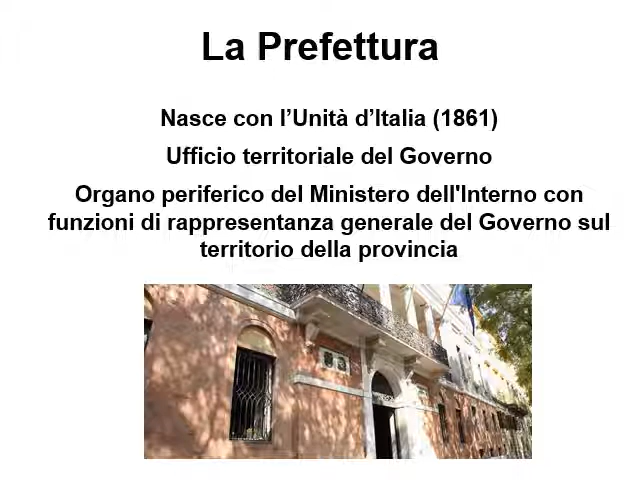 La Prefettura
Nasce con l’Unità d’Italia (1861)
Ufficio territoriale del Governo
Organo periferico del Ministero dell'Interno con
funzioni di rappresentanza generale del Governo sul
territorio della provincia